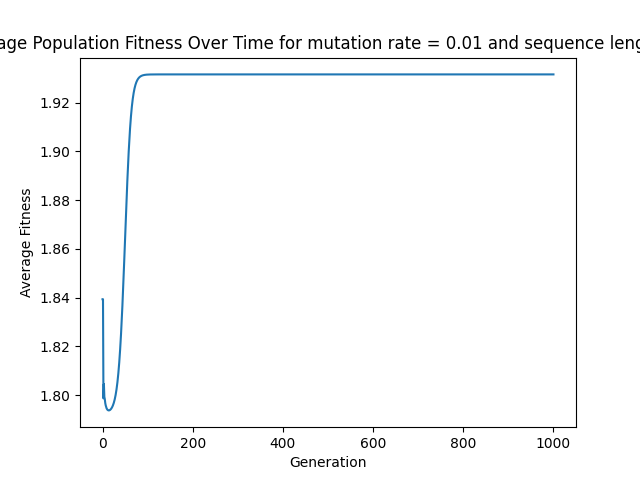 age Population Fitness Over Time for mutation rate = 0.01 and sequence leng
1.92
1.90
1.88
1.86
1.84
1.82
1.80
Average Fitness
0 200 400 600 800 1000
Generation